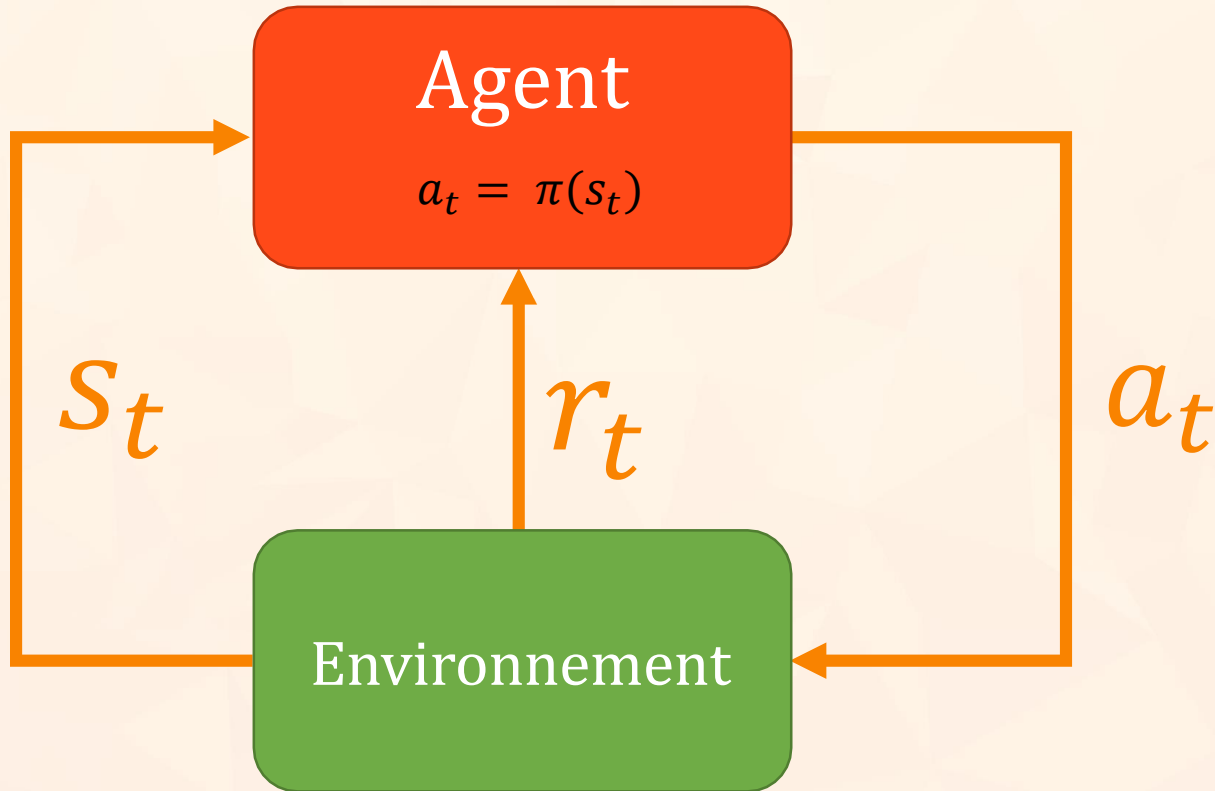 Agent
a_t = π(s_t)
s_t
r_t
a_t
Environnement